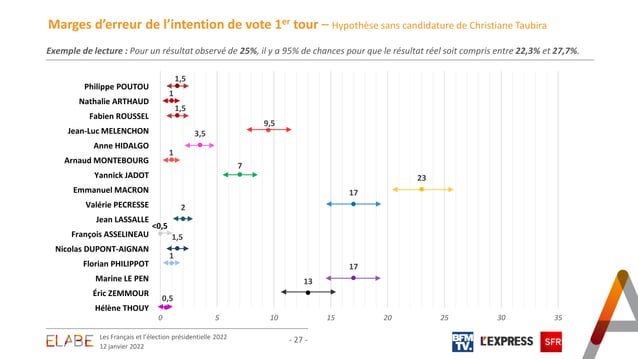 Marges d’erreur de l’intention de vote 1er tour – Hypothèse sans candidature de Christiane Taubira
Exemple de lecture : Pour un résultat observé de 25%, il y a 95% de chances pour que le résultat réel soit compris entre 22,3% et 27,7%.
Philippe POUTOU 1,5
Nathalie ARTHAUD 1
Fabien ROUSSEL 1,5
Jean-Luc MELENCHON 9,5
Anne HIDALGO 3,5
Arnaud MONTEBOURG 1
Yannick JADOT 7
Emmanuel MACRON 23
Valérie PECRESSE 17
Jean LASSALLE 2
François ASSELINEAU <0,5
Nicolas DUPONT-AIGNAN 1,5
Florian PHILIPPOT 1
Marine LE PEN 17
Éric ZEMMOUR 13
Hélène THOUY 0,5
0 5 10 15 20 25 30 35
ELABE
Les Français et l’élection présidentielle 2022
12 janvier 2022
- 27 -
BFM
TV.
L'EXPRESS
SFR